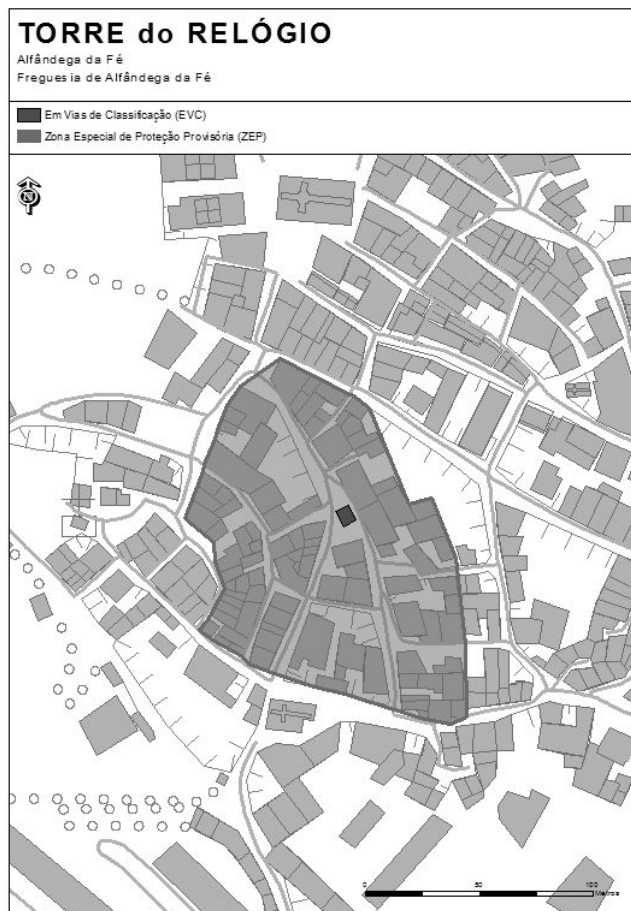 TORRE do RELÓGIO
Alfândega da Fé
Freguesia de Alfândega da Fé
Em Vias de Classificação (EVC)
Zona Especial de Proteção Provisória (ZEP)
N
0 50 100
Metros